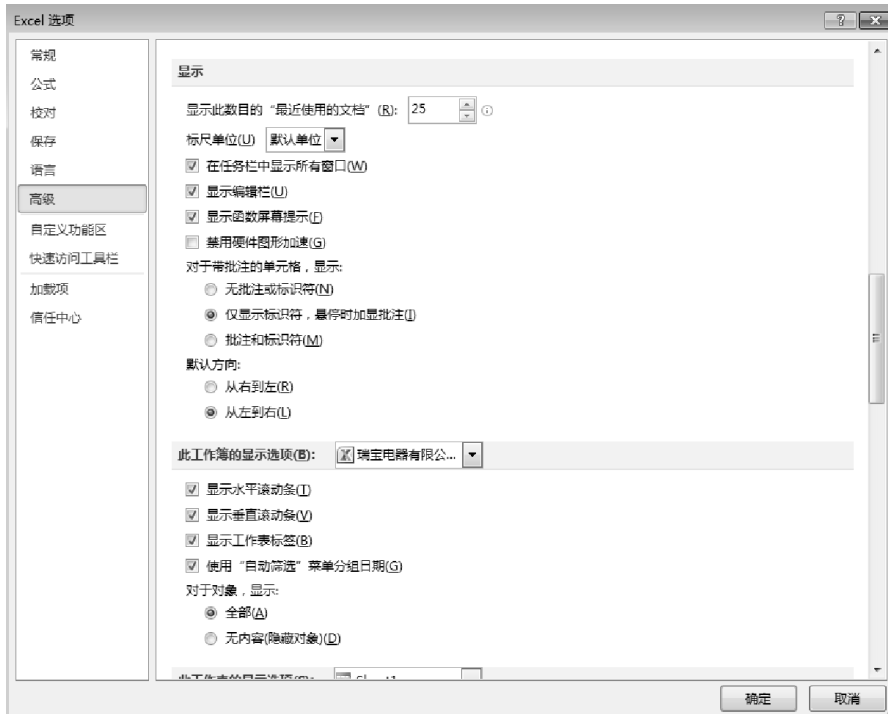 Excel 选项
常规
公式
校对
保存
语言
高级
自定义功能区
快速访问工具栏
加载项
信任中心
显示
显示此数目的“最近使用的文档”(R): 25
标尺单位(U) 默认单位
在任务栏中显示所有窗口(W)
显示编辑栏(U)
显示函数屏幕提示(F)
禁用硬件图形加速(G)
对于带批注的单元格，显示:
无批注或标识符(N)
仅显示标识符，悬停时加显批注(I)
批注和标识符(M)
默认方向:
从右到左(R)
从左到右(L)
此工作簿的显示选项(B): 瑞宝电器有限公...
显示水平滚动条(T)
显示垂直滚动条(V)
显示工作表标签(B)
使用“自动筛选”菜单分组日期(G)
对于对象，显示:
全部(A)
无内容(隐藏对象)(D)
此工作表的显示选项(S): Sheet1
确定 取消